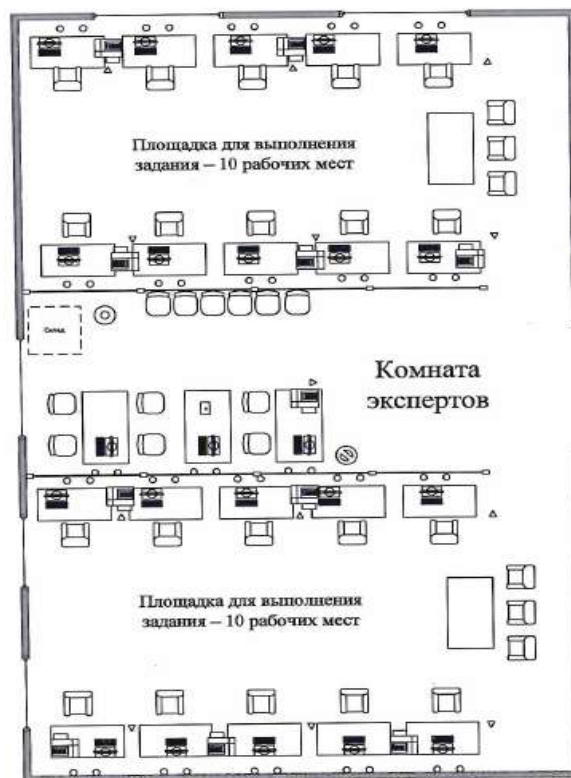 Площадка для выполнения
задания – 10 рабочих мест
Склад
Комната
экспертов
Площадка для выполнения
задания – 10 рабочих мест